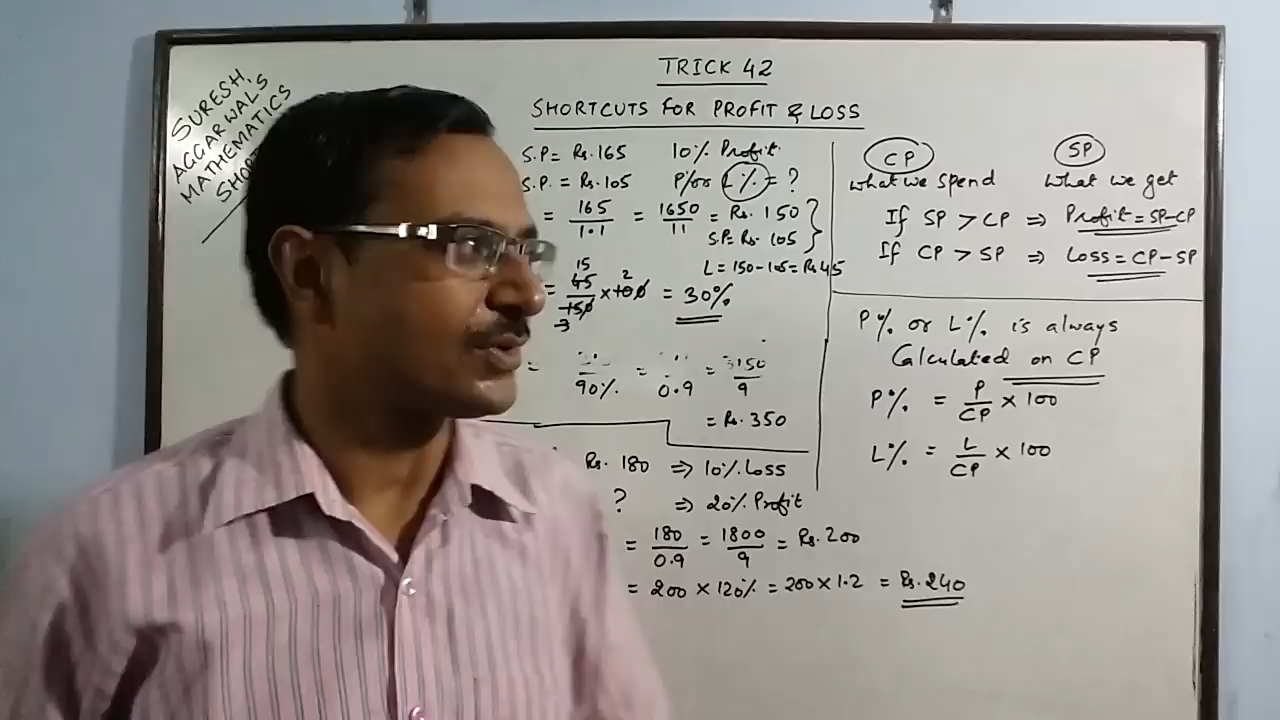 SURESH
AGGARWAL'S
MATHEMATICS
TRICK 42
SHORTCUTS FOR PROFIT & LOSS
S.P = Rs. 165 10% Profit
S.P. = Rs. 105 P/or L% = ?
= 165/1.1 = 1650/11 = Rs. 150
S.P = Rs. 105
L = 150 - 105 = Rs 45
15 2
= 45/150 × 100 = 30%
3
= 90% = 0.9 = 3150/9
= Rs. 350
Rs. 180 ⇒ 10% Loss
? ⇒ 20% Profit
= 180/0.9 = 1800/9 = Rs. 200
= 200 × 120% = 200 × 1.2 = Rs. 240
CP SP
what we spend what we get
If SP > CP ⇒ Profit = SP-CP
If CP > SP ⇒ Loss = CP-SP
P% or L% is always
Calculated on CP
P% = P/CP × 100
L% = L/CP × 100